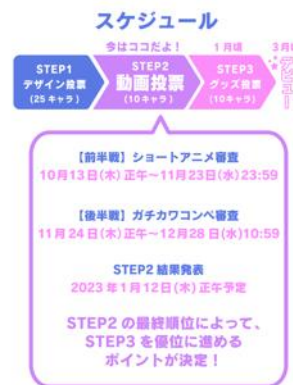 スケジュール
今はココだよ！
1月頃
3月
STEP1
デザイン投票
(25キャラ)
STEP2
動画投票
(10キャラ)
STEP3
グッズ投票
(10キャラ)
デビュー
【前半戦】ショートアニメ審査
10月13日(木)正午〜11月23日(水)23:59
【後半戦】ガチカワコンペ審査
11月24日(木)正午〜12月28日(水)10:59
STEP2 結果発表
2023年1月12日(木)正午予定
STEP2の最終順位によって、
STEP3を優位に進める
ポイントが決定！